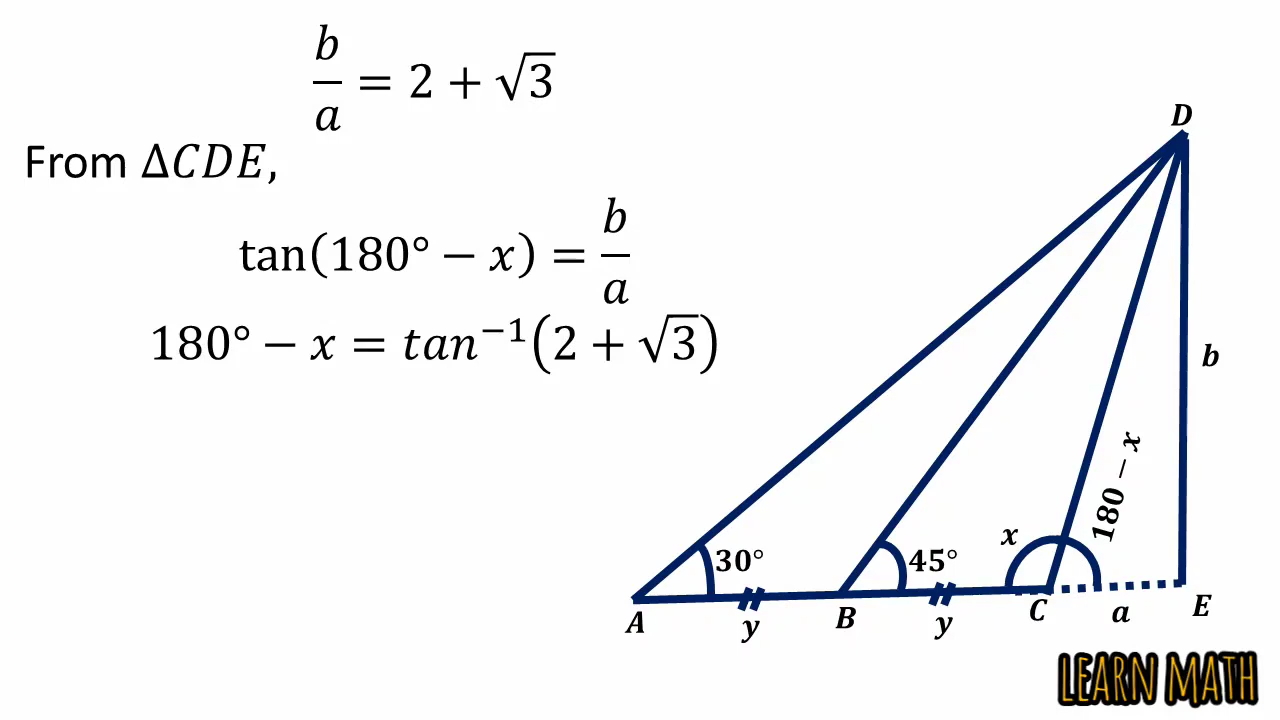 b/a = 2 + √3
From ΔCDE,
tan(180° − x) = b/a
180° − x = tan⁻¹(2 + √3)
D
b
180 − x
x
30°
45°
A
y
B
y
C
a
E
LEARN MATH